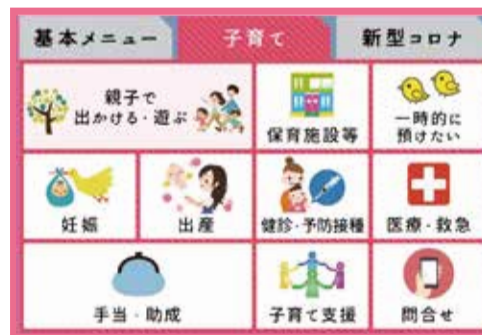 基本メニュー
子育て
新型コロナ
親子で
出かける・遊ぶ
保育施設等
一時的に
預けたい
妊娠
出産
健診・予防接種
医療・救急
手当・助成
子育て支援
問合せ